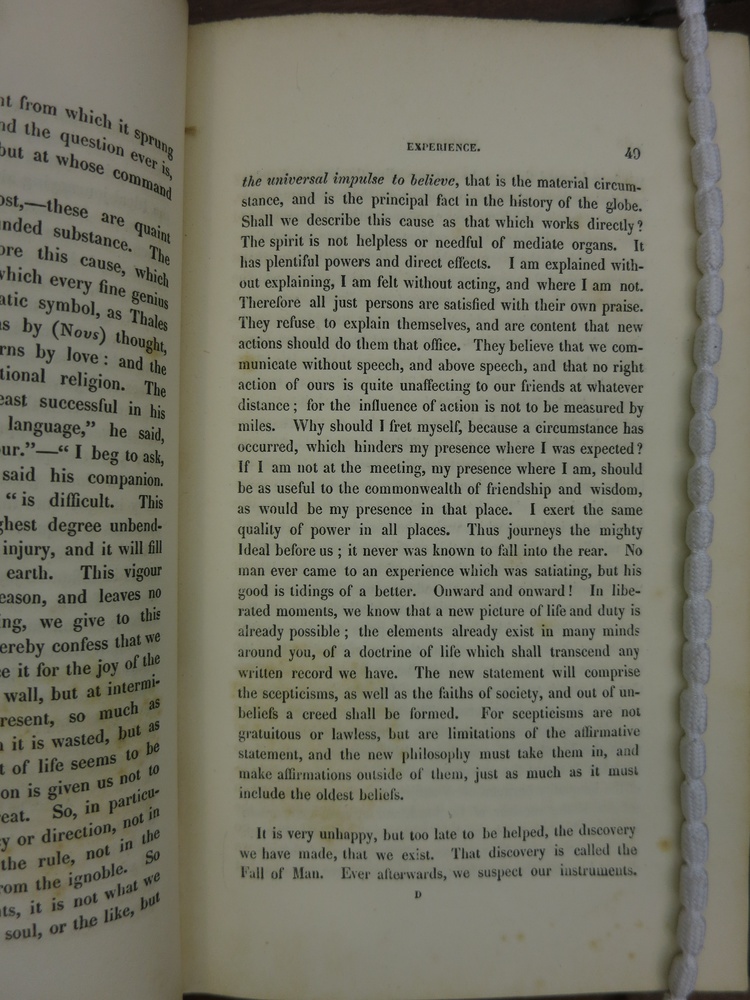 nt from which it sprung
nd the question ever is,
but at whose command
ost,—these are quaint
unded substance. The
ore this cause, which
which every fine genius
atic symbol, as Thales
s by (Νους) thought,
rns by love: and the
tional religion. The
east successful in his
language,” he said,
ur.”—“ I beg to ask,
said his companion.
“is difficult. This
ghest degree unbend-
injury, and it will fill
earth. This vigour
eason, and leaves no
ng, we give to this
ereby confess that we
e it for the joy of the
wall, but at intermi-
resent, so much as
n it is wasted, but as
t of life seems to be
on is given us not to
eat. So, in particu-
y or direction, not in
the rule, not in the
rom the ignoble. So
ts, it is not what we
soul, or the like, but
EXPERIENCE. 49
the universal impulse to believe, that is the material circum-
stance, and is the principal fact in the history of the globe.
Shall we describe this cause as that which works directly?
The spirit is not helpless or needful of mediate organs. It
has plentiful powers and direct effects. I am explained with-
out explaining, I am felt without acting, and where I am not.
Therefore all just persons are satisfied with their own praise.
They refuse to explain themselves, and are content that new
actions should do them that office. They believe that we com-
municate without speech, and above speech, and that no right
action of ours is quite unaffecting to our friends at whatever
distance; for the influence of action is not to be measured by
miles. Why should I fret myself, because a circumstance has
occurred, which hinders my presence where I was expected?
If I am not at the meeting, my presence where I am, should
be as useful to the commonwealth of friendship and wisdom,
as would be my presence in that place. I exert the same
quality of power in all places. Thus journeys the mighty
Ideal before us; it never was known to fall into the rear. No
man ever came to an experience which was satiating, but his
good is tidings of a better. Onward and onward! In libe-
rated moments, we know that a new picture of life and duty is
already possible; the elements already exist in many minds
around you, of a doctrine of life which shall transcend any
written record we have. The new statement will comprise
the scepticisms, as well as the faiths of society, and out of un-
beliefs a creed shall be formed. For scepticisms are not
gratuitous or lawless, but are limitations of the affirmative
statement, and the new philosophy must take them in, and
make affirmations outside of them, just as much as it must
include the oldest beliefs.
It is very unhappy, but too late to be helped, the discovery
we have made, that we exist. That discovery is called the
Fall of Man. Ever afterwards, we suspect our instruments.
D